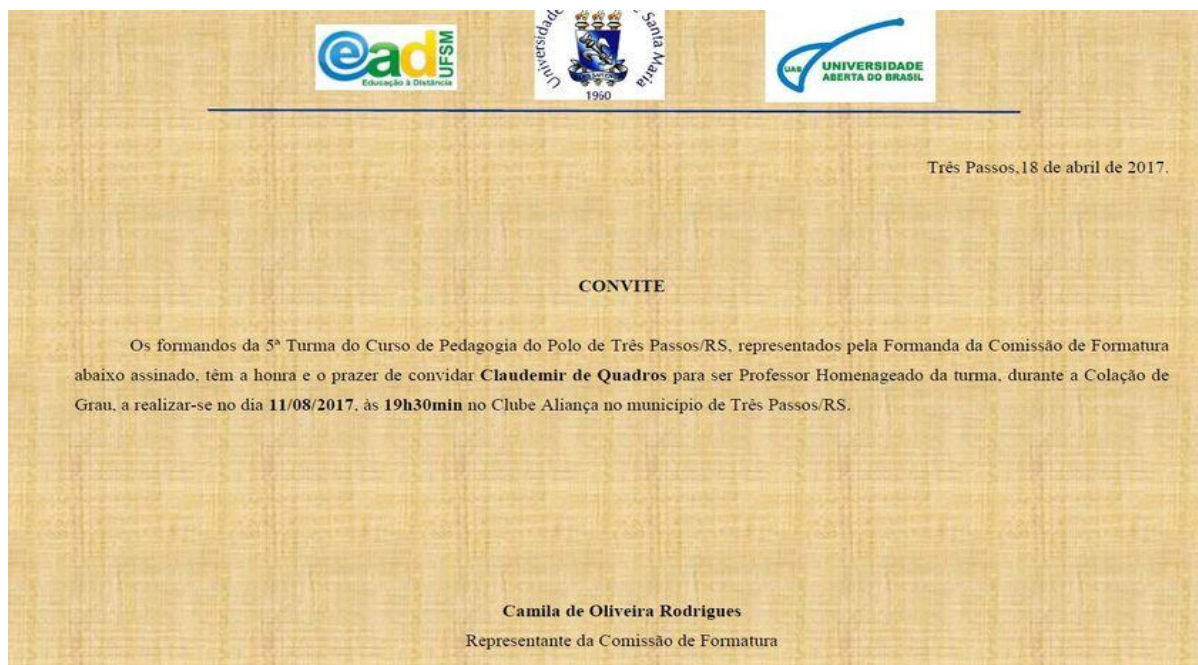 ead UFSM
Educação à Distância
Universidade
Santa Maria
1960
UAB
UNIVERSIDADE
ABERTA DO BRASIL
Três Passos,18 de abril de 2017.
CONVITE
Os formandos da 5ª Turma do Curso de Pedagogia do Polo de Três Passos/RS, representados pela Formanda da Comissão de Formatura
abaixo assinado, têm a honra e o prazer de convidar Claudemir de Quadros para ser Professor Homenageado da turma, durante a Colação de
Grau, a realizar-se no dia 11/08/2017, às 19h30min no Clube Aliança no município de Três Passos/RS.
Camila de Oliveira Rodrigues
Representante da Comissão de Formatura